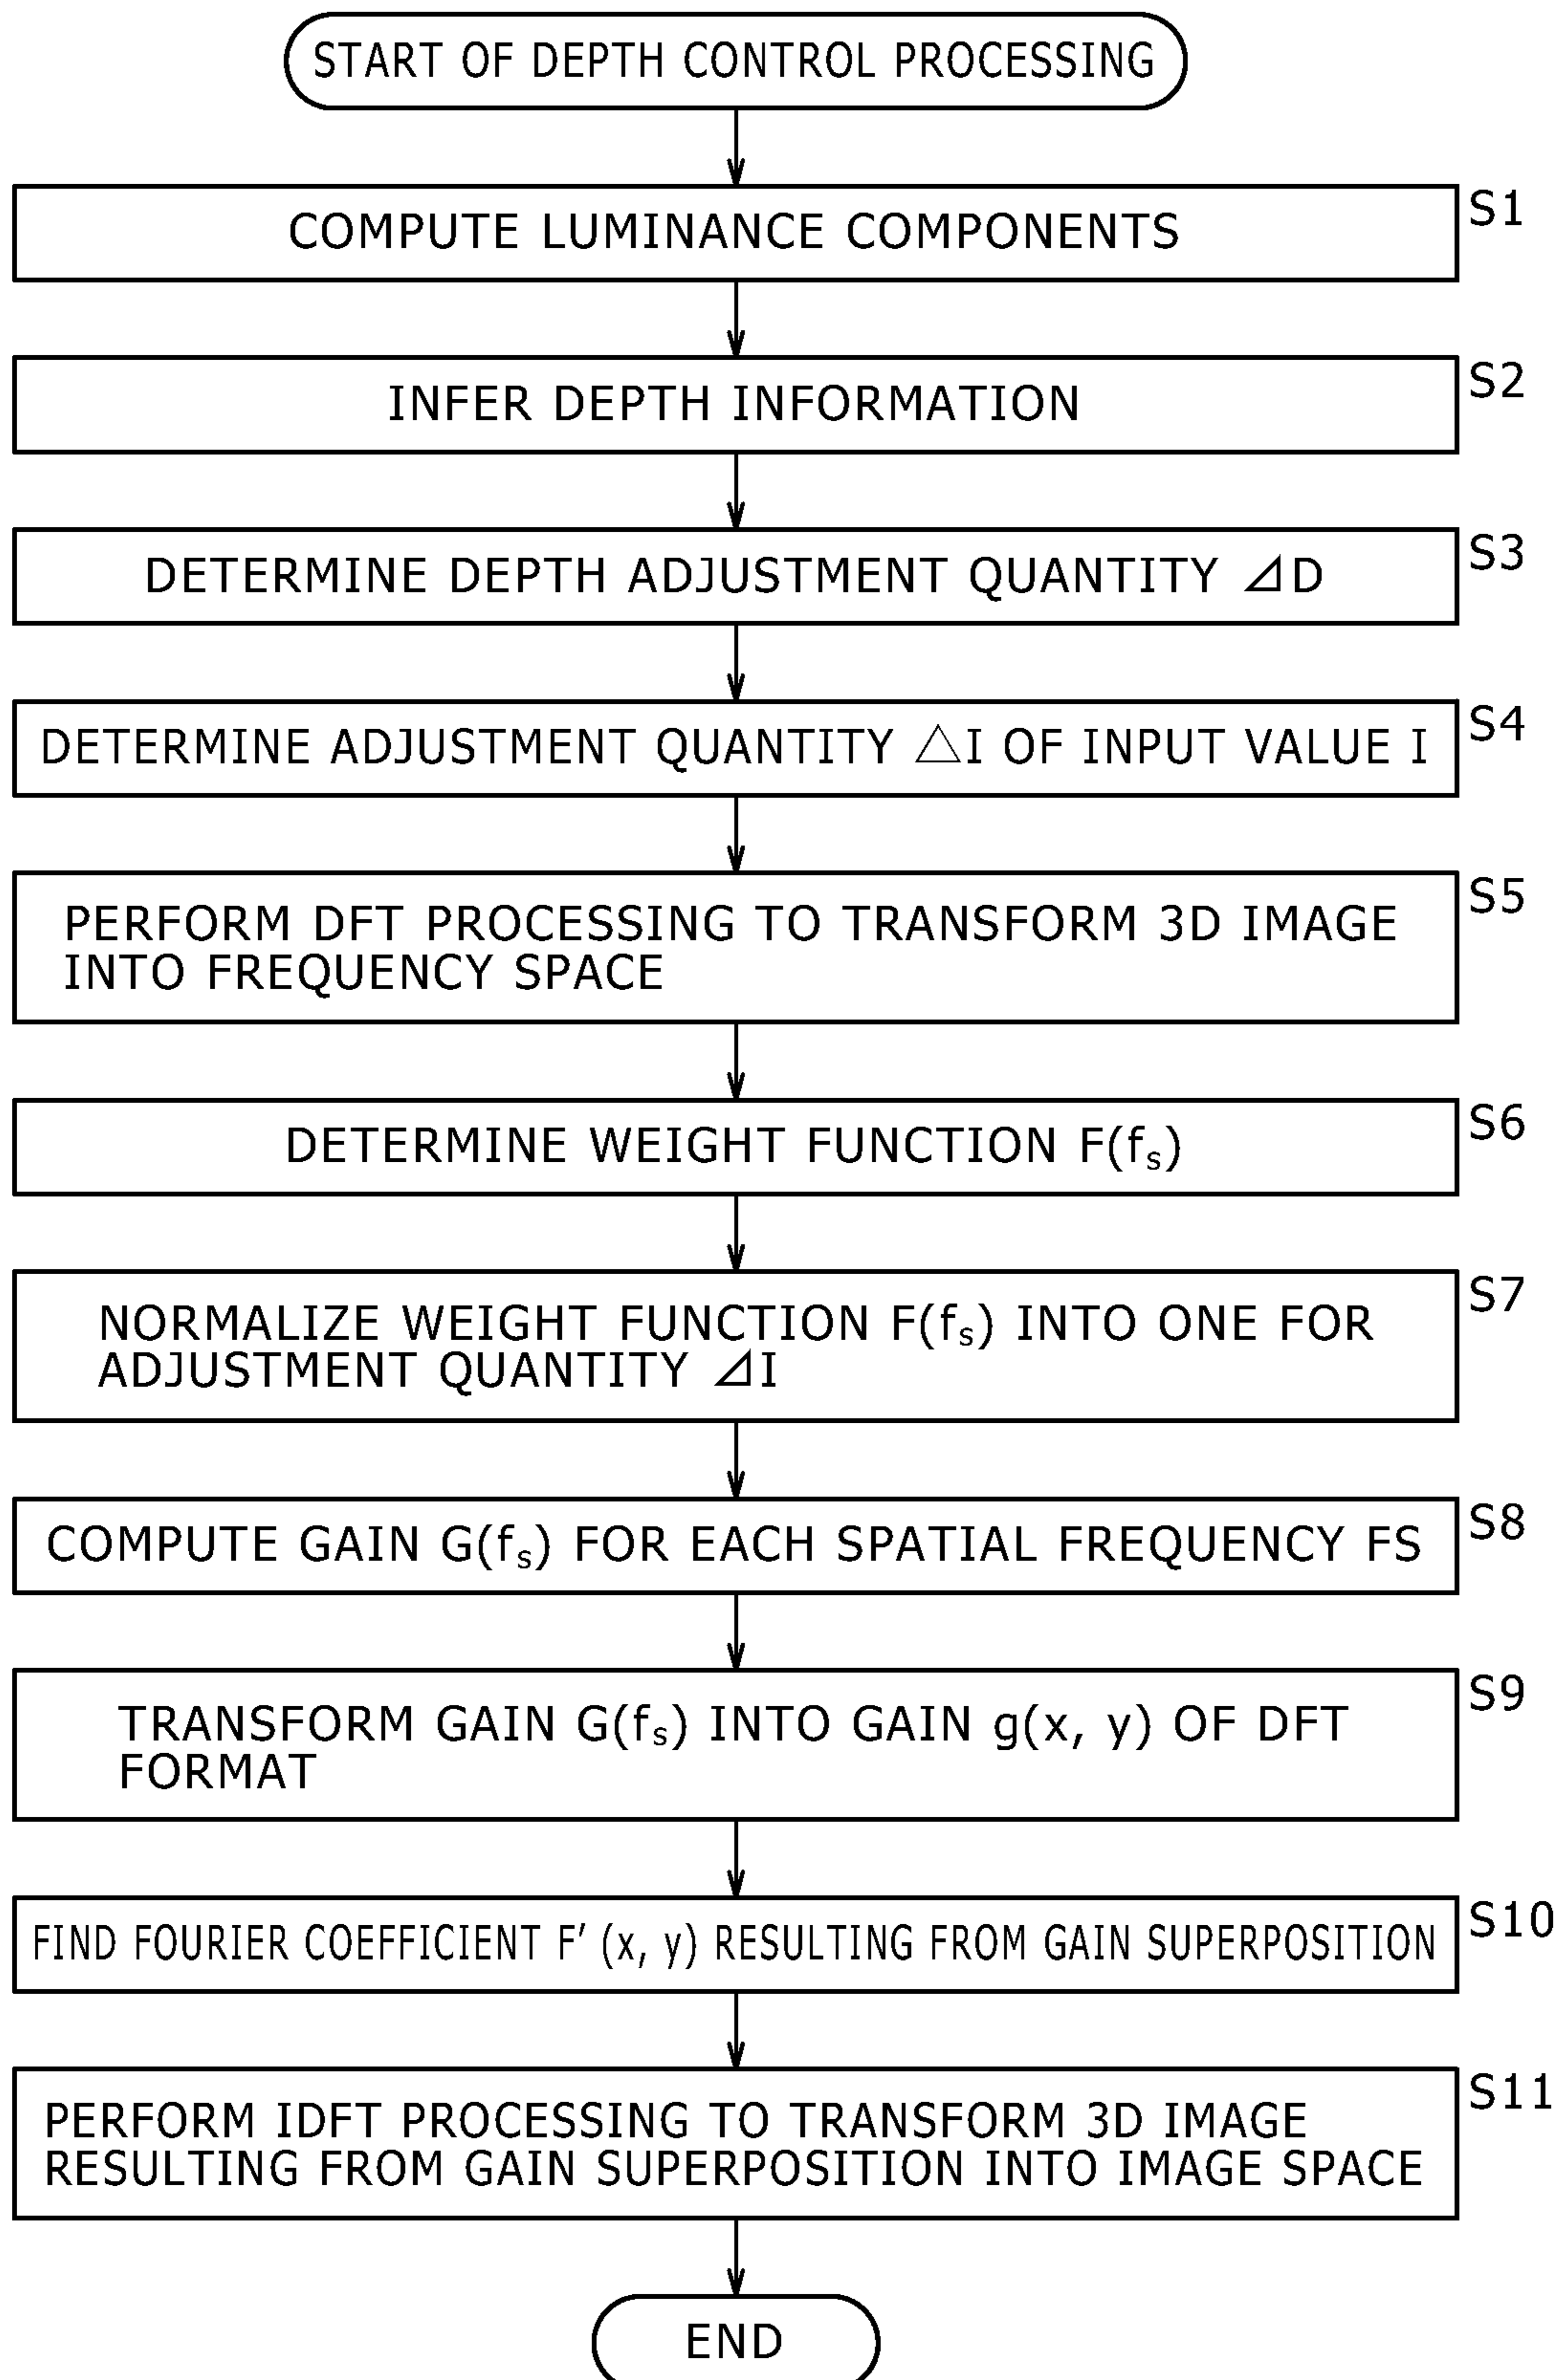 START OF DEPTH CONTROL PROCESSING
COMPUTE LUMINANCE COMPONENTS
S1
INFER DEPTH INFORMATION
S2
DETERMINE DEPTH ADJUSTMENT QUANTITY ⊿D
S3
DETERMINE ADJUSTMENT QUANTITY △I OF INPUT VALUE I
S4
PERFORM DFT PROCESSING TO TRANSFORM 3D IMAGE
INTO FREQUENCY SPACE
S5
DETERMINE WEIGHT FUNCTION F(fₛ)
S6
NORMALIZE WEIGHT FUNCTION F(fₛ) INTO ONE FOR
ADJUSTMENT QUANTITY ⊿I
S7
COMPUTE GAIN G(fₛ) FOR EACH SPATIAL FREQUENCY FS
S8
TRANSFORM GAIN G(fₛ) INTO GAIN g(x, y) OF DFT
FORMAT
S9
FIND FOURIER COEFFICIENT F' (x, y) RESULTING FROM GAIN SUPERPOSITION
S10
PERFORM IDFT PROCESSING TO TRANSFORM 3D IMAGE
RESULTING FROM GAIN SUPERPOSITION INTO IMAGE SPACE
S11
END